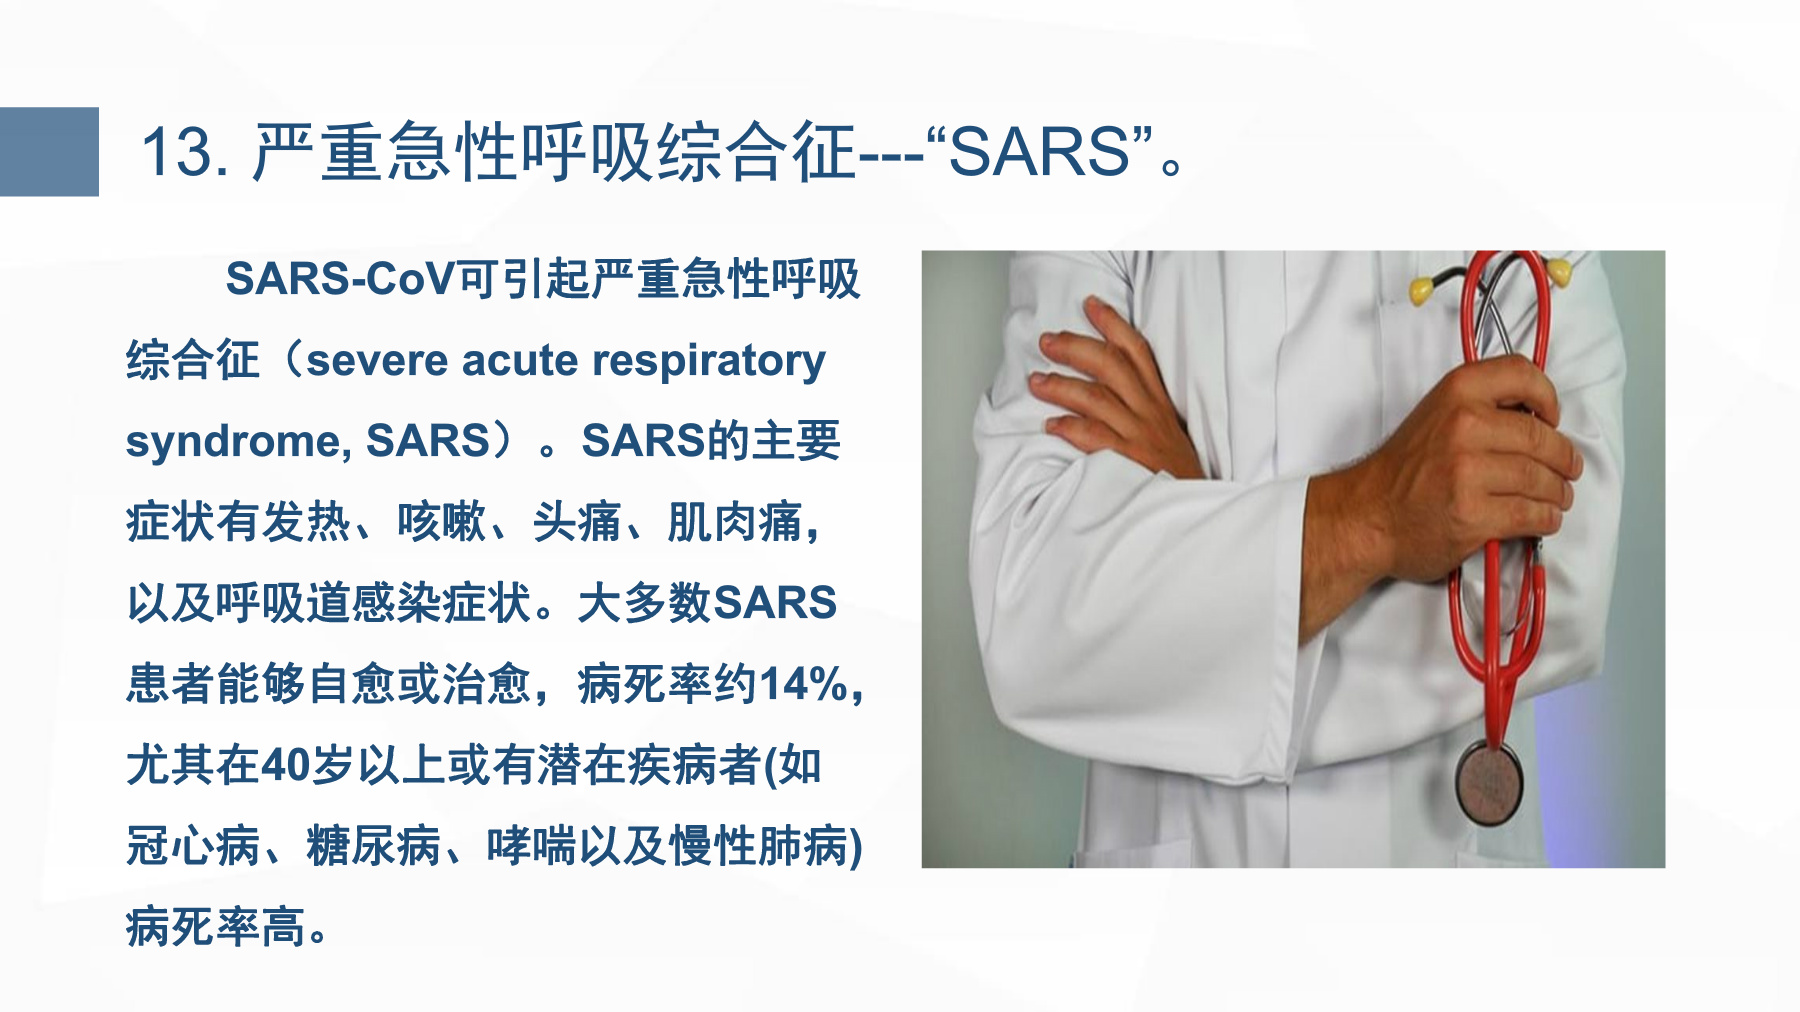 13. 严重急性呼吸综合征---“SARS”。
SARS-CoV可引起严重急性呼吸
综合征（severe acute respiratory
syndrome, SARS）。SARS的主要
症状有发热、咳嗽、头痛、肌肉痛，
以及呼吸道感染症状。大多数SARS
患者能够自愈或治愈，病死率约14%，
尤其在40岁以上或有潜在疾病者(如
冠心病、糖尿病、哮喘以及慢性肺病)
病死率高。